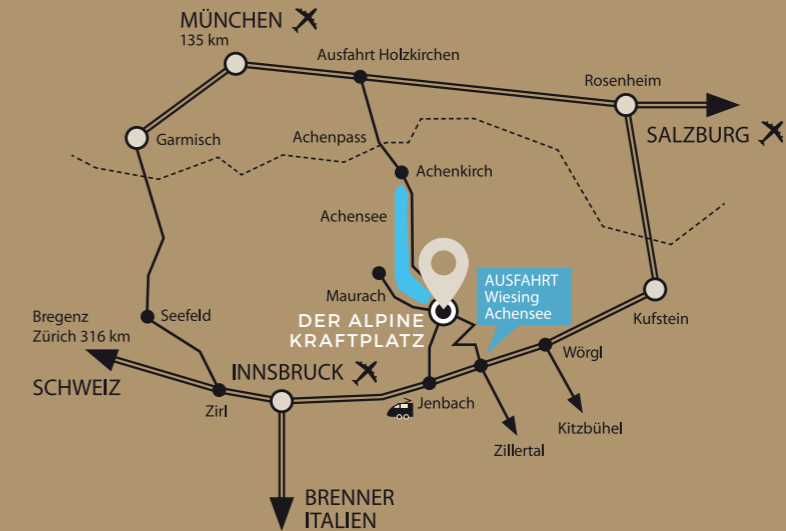 MÜNCHEN
135 km
Ausfahrt Holzkirchen
Rosenheim
SALZBURG
Garmisch
Achenpass
Achenkirch
Achensee
AUSFAHRT
Wiesing
Achensee
Maurach
DER ALPINE
KRAFTPLATZ
Bregenz
Zürich 316 km
Seefeld
Kufstein
SCHWEIZ
INNSBRUCK
Wörgl
Zirl
Jenbach
Kitzbühel
Zillertal
BRENNER
ITALIEN